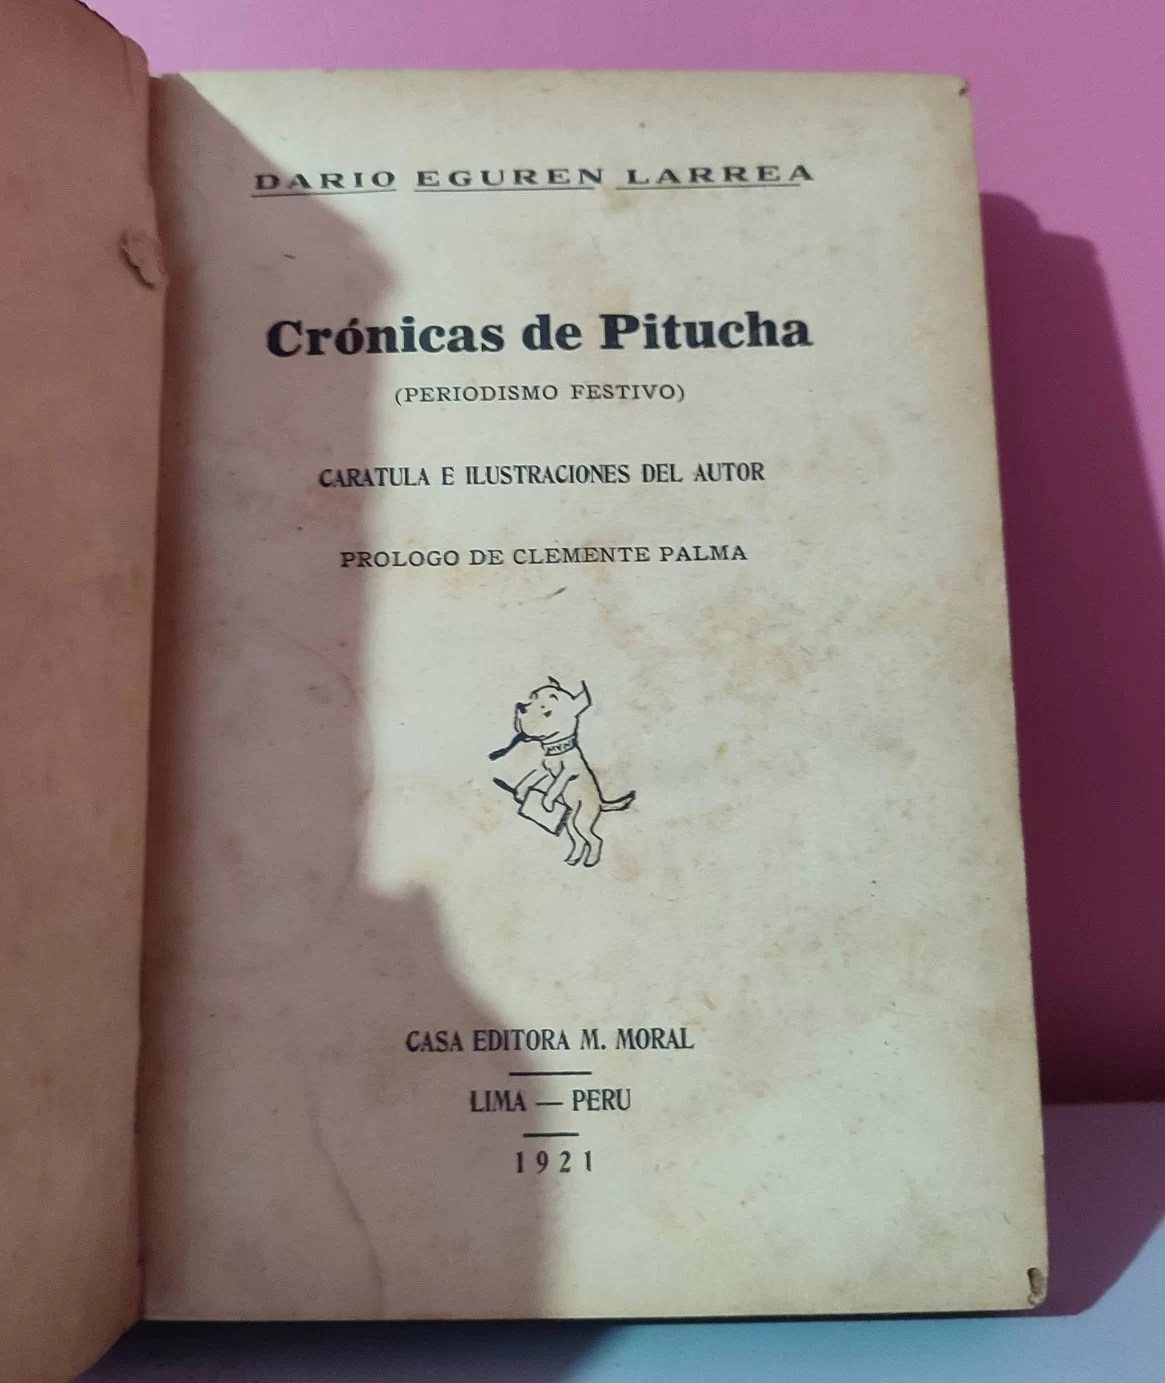 DARIO EGUREN LARREA
Crónicas de Pitucha
(PERIODISMO FESTIVO)
CARATULA E ILUSTRACIONES DEL AUTOR
PROLOGO DE CLEMENTE PALMA
CASA EDITORA M. MORAL
LIMA — PERU
1921